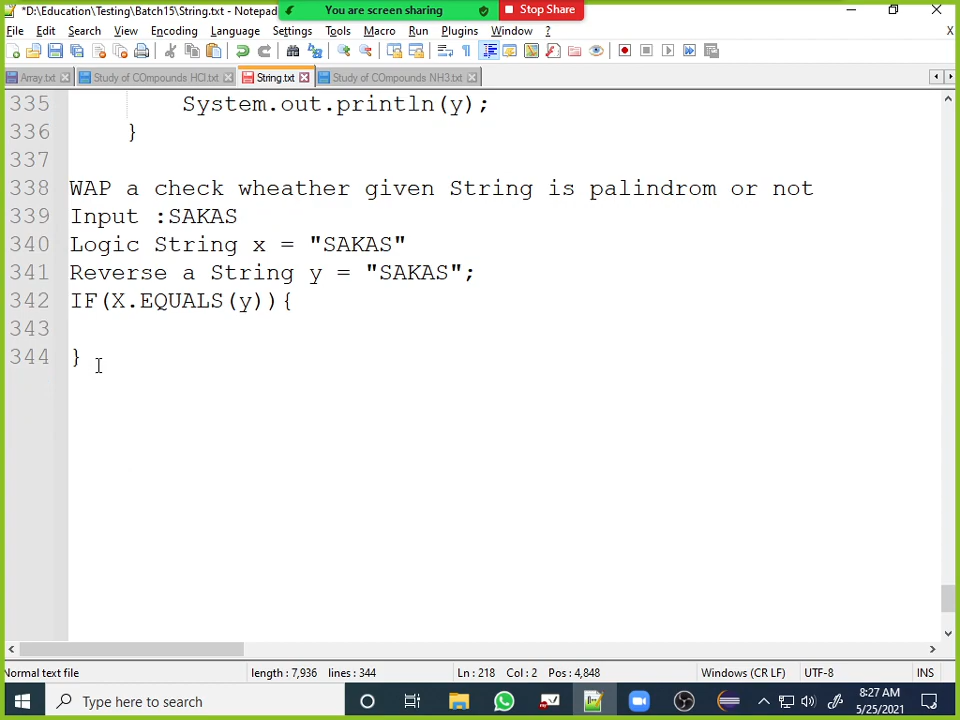 *D:\Education\Testing\Batch15\String.txt - Notepad
You are screen sharing
Stop Share
File Edit Search View Encoding Language Settings Tools Macro Run Plugins Window ? X
Array.txt Study of COmpounds HCl.txt String.txt Study of COmpounds NH3.txt
335 System.out.println(y);
336 }
337
338 WAP a check wheather given String is palindrom or not
339 Input :SAKAS
340 Logic String x = "SAKAS"
341 Reverse a String y = "SAKAS";
342 IF(X.EQUALS(y)){
343
344 }
Normal text file length : 7,936 lines : 344 Ln : 218 Col : 2 Pos : 4,848 Windows (CR LF) UTF-8 INS
Type here to search
8:27 AM
5/25/2021